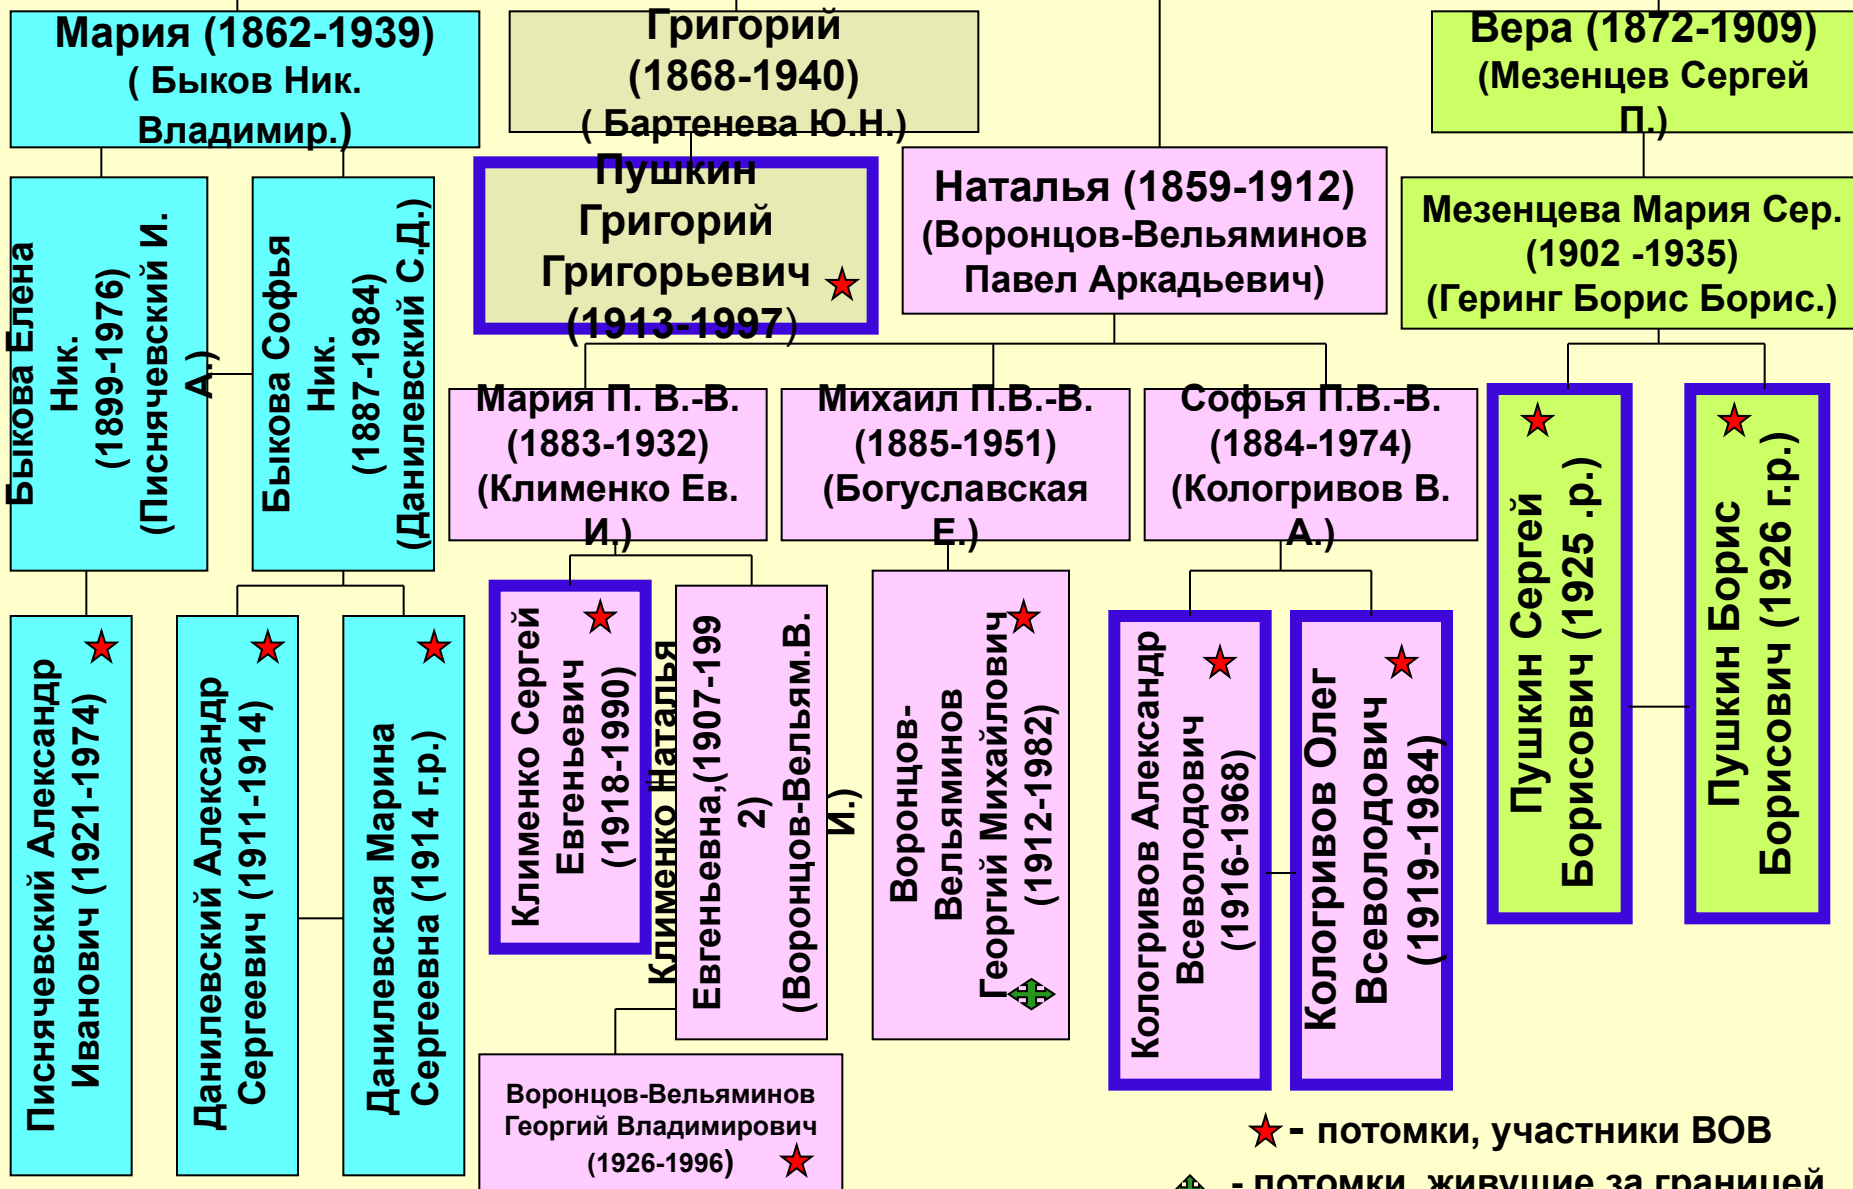 Мария (1862-1939)
( Быков Ник.
Владимир.)
Григорий
(1868-1940)
( Бартенева Ю.Н.)
Вера (1872-1909)
(Мезенцев Сергей
П.)
Быкова Елена
Ник.
(1899-1976)
(Писнячевский И.
А.)
Быкова Софья
Ник.
(1887-1984)
(Данилевский С.Д.)
Пушкин
Григорий
Григорьевич
(1913-1997)
Наталья (1859-1912)
(Воронцов-Вельяминов
Павел Аркадьевич)
Мезенцева Мария Сер.
(1902 -1935)
(Геринг Борис Борис.)
Мария П. В.-В.
(1883-1932)
(Клименко Ев.
И.)
Михаил П.В.-В.
(1885-1951)
(Богуславская
Е.)
Софья П.В.-В.
(1884-1974)
(Кологривов В.
А.)
Пушкин Сергей
Борисович (1925 .р.)
Пушкин Борис
Борисович (1926 г.р.)
Писнячевский Александр
Иванович (1921-1974)
Данилевский Александр
Сергеевич (1911-1914)
Данилевская Марина
Сергеевна (1914 г.р.)
Клименко Сергей
Евгеньевич
(1918-1990)
Клименко Наталья
Евгеньевна,(1907-199
2)
(Воронцов-Вельям.В.
И.)
Воронцов-
Вельяминов
Георгий Михайлович
(1912-1982)
Кологривов Александр
Всеволодович
(1916-1968)
Кологривов Олег
Всеволодович
(1919-1984)
Воронцов-Вельяминов
Георгий Владимирович
(1926-1996)
- потомки, участники ВОВ
- потомки, живущие за границей